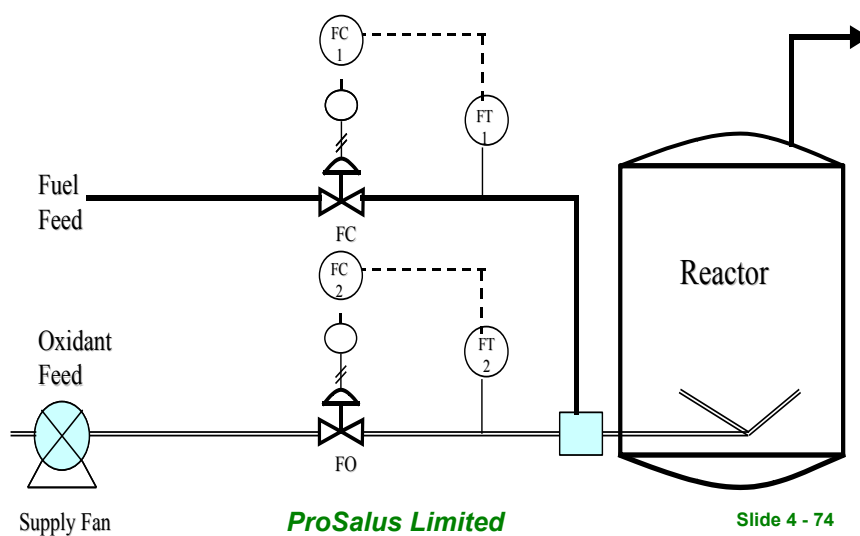 FC
1
FT
1
Fuel
Feed
FC
FC
2
Reactor
Oxidant
Feed
FT
2
FO
Supply Fan
ProSalus Limited
Slide 4 - 74